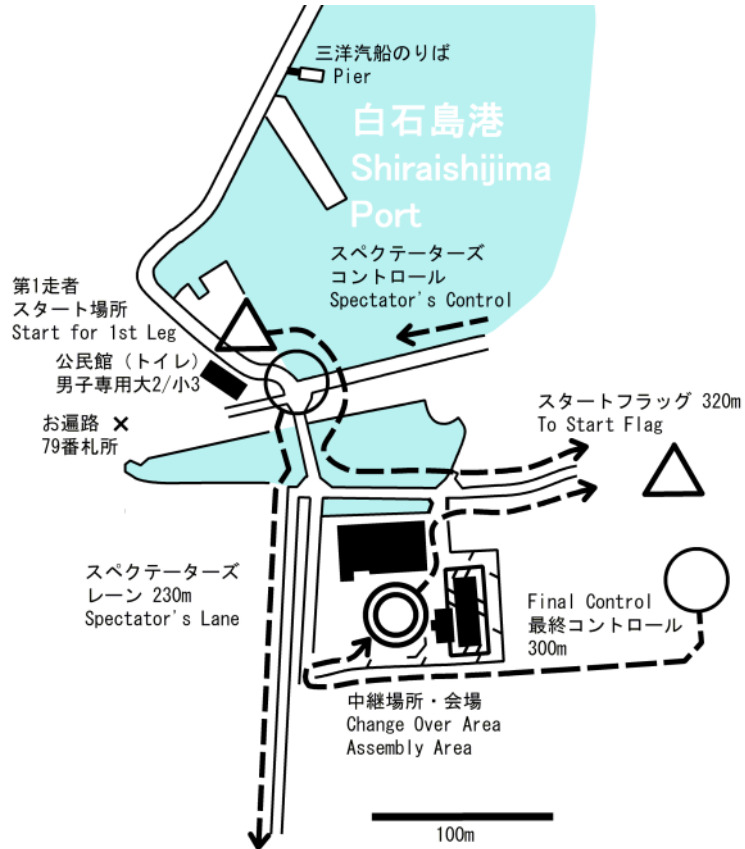 三洋汽船のりば
Pier
白石島港
Shiraishijima
Port
スペクテーターズ
コントロール
Spectator's Control
第1走者
スタート場所
Start for 1st Leg
公民館（トイレ）
男子専用大2/小3
お遍路
79番札所
スタートフラッグ 320m
To Start Flag
スペクテーターズ
レーン 230m
Spectator's Lane
Final Control
最終コントロール
300m
中継場所・会場
Change Over Area
Assembly Area
100m